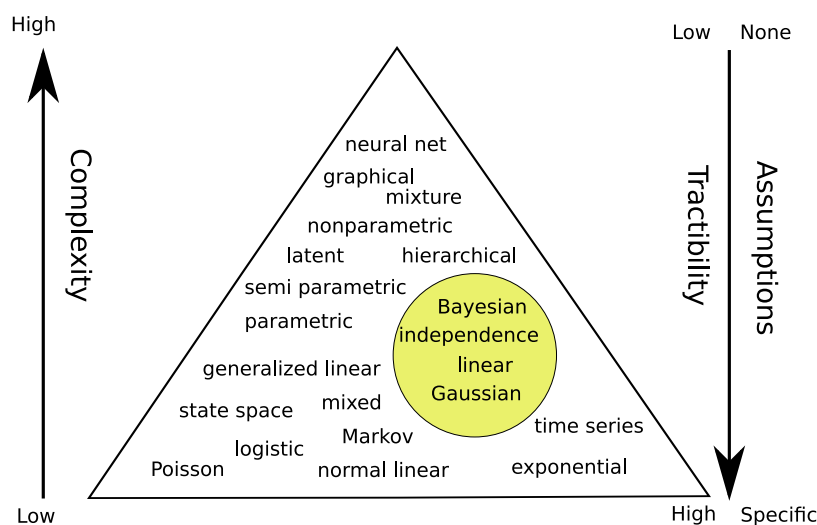 High
Low None
neural net
graphical
mixture
nonparametric
latent hierarchical
semi parametric
parametric
Bayesian
independence
linear
Gaussian
generalized linear
state space
mixed
Markov
time series
logistic
Poisson
normal linear
exponential
Complexity
Tractibility
Assumptions
Low
High Specific